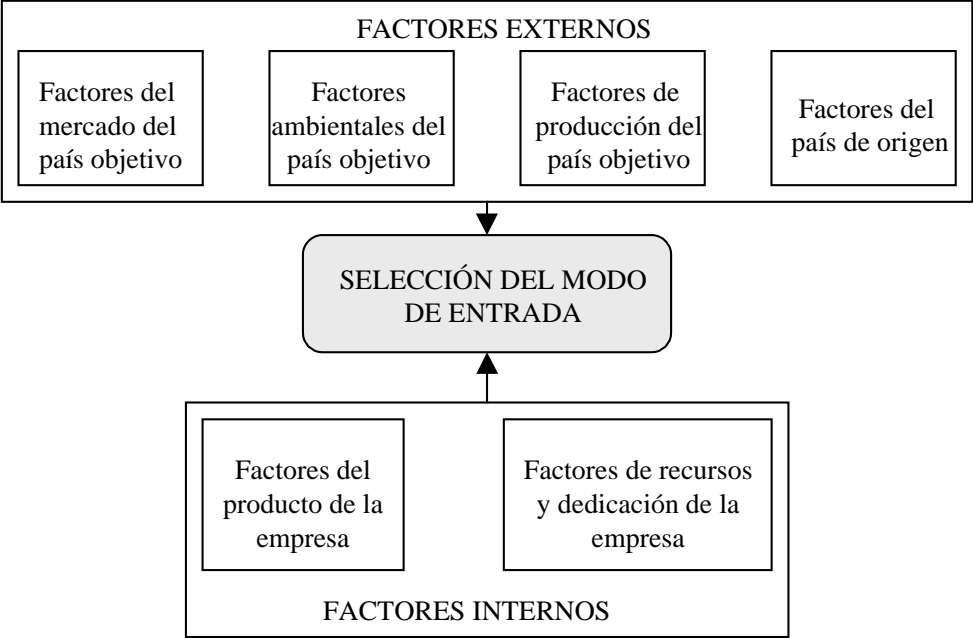 FACTORES EXTERNOS
Factores del
mercado del
país objetivo
Factores
ambientales del
país objetivo
Factores de
producción del
país objetivo
Factores del
país de origen
SELECCIÓN DEL MODO
DE ENTRADA
Factores del
producto de la
empresa
Factores de recursos
y dedicación de la
empresa
FACTORES INTERNOS